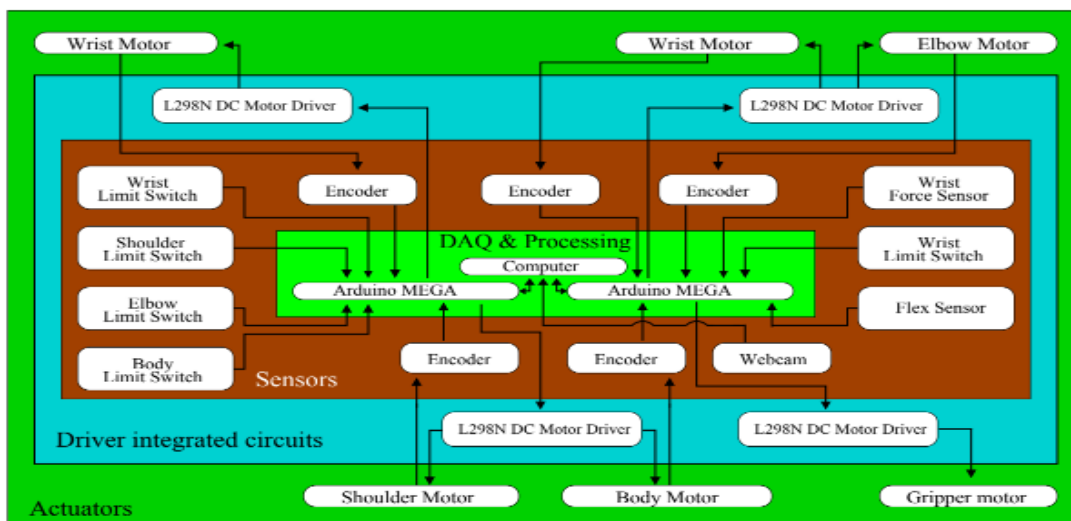 Wrist Motor
Wrist Motor
Elbow Motor
L298N DC Motor Driver
L298N DC Motor Driver
Wrist
Limit Switch
Encoder
Encoder
Encoder
Wrist
Force Sensor
Shoulder
Limit Switch
DAQ & Processing
Computer
Wrist
Limit Switch
Arduino MEGA
Arduino MEGA
Elbow
Limit Switch
Flex Sensor
Body
Limit Switch
Encoder
Encoder
Webcam
Sensors
L298N DC Motor Driver
L298N DC Motor Driver
Driver integrated circuits
Shoulder Motor
Body Motor
Gripper motor
Actuators